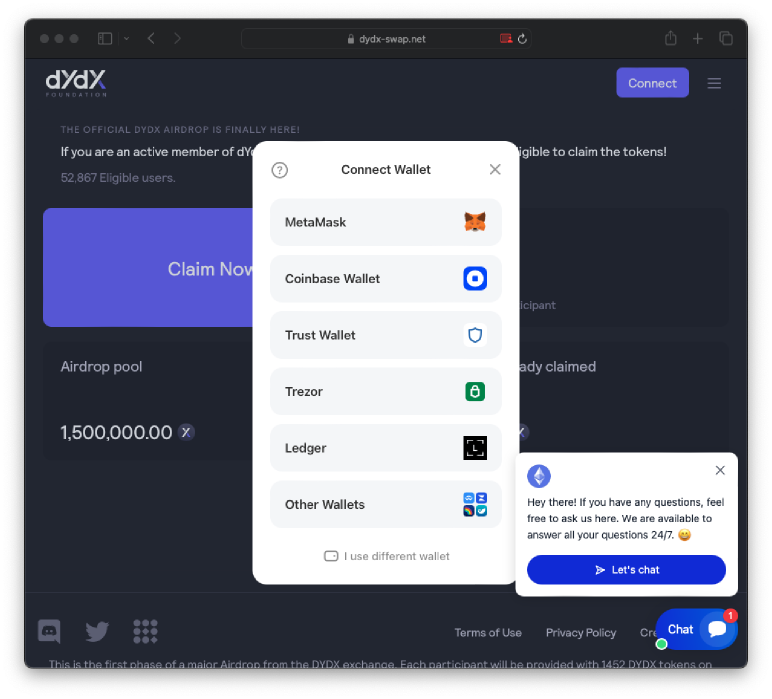 dydx-swap.net
dYdX
FOUNDATION
Connect
THE OFFICIAL DYDX AIRDROP IS FINALLY HERE!
If you are an active member of dY
igible to claim the tokens!
52,867 Eligible users.
Claim Now
icipant
Airdrop pool
ady claimed
1,500,000.00 X
Connect Wallet
MetaMask
Coinbase Wallet
Trust Wallet
Trezor
Ledger
L
Other Wallets
I use different wallet
Hey there! If you have any questions, feel
free to ask us here. We are available to
answer all your questions 24/7. 😀
Let's chat
Chat
1
Terms of Use Privacy Policy Cre
This is the first phase of a major Airdrop from the DYDX exchange. Each participant will be provided with 1452 DYDX tokens on